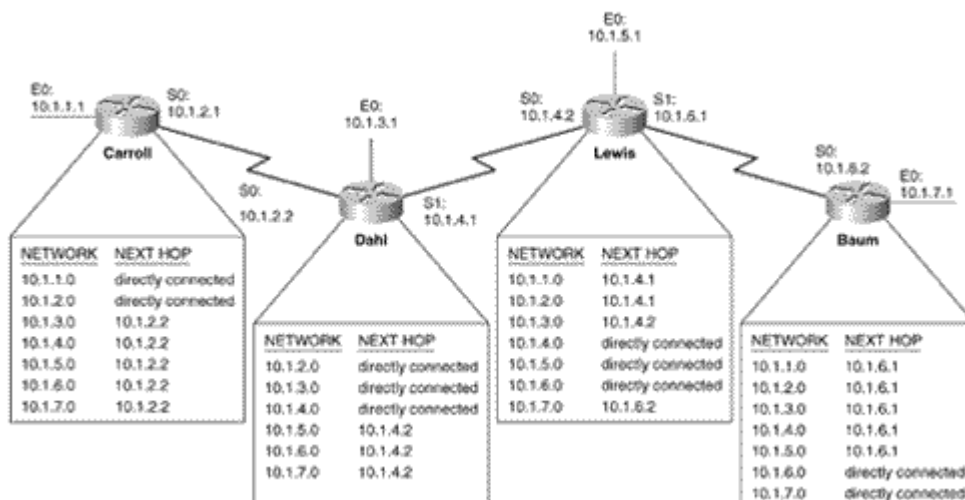 E0:
10.1.5.1
E0:
10.1.1.1
S0:
10.1.2.1
Carroll
E0:
10.1.3.1
S0:
10.1.4.2
S1:
10.1.6.1
Lewis
S0:
10.1.2.2
S1:
10.1.4.1
Dahl
S0:
10.1.6.2
E0:
10.1.7.1
Baum
NETWORK NEXT HOP
10.1.1.0 directly connected
10.1.2.0 directly connected
10.1.3.0 10.1.2.2
10.1.4.0 10.1.2.2
10.1.5.0 10.1.2.2
10.1.6.0 10.1.2.2
10.1.7.0 10.1.2.2
NETWORK NEXT HOP
10.1.2.0 directly connected
10.1.3.0 directly connected
10.1.4.0 directly connected
10.1.5.0 10.1.4.2
10.1.6.0 10.1.4.2
10.1.7.0 10.1.4.2
NETWORK NEXT HOP
10.1.1.0 10.1.4.1
10.1.2.0 10.1.4.1
10.1.3.0 10.1.4.2
10.1.4.0 directly connected
10.1.5.0 directly connected
10.1.6.0 directly connected
10.1.7.0 10.1.6.2
NETWORK NEXT HOP
10.1.1.0 10.1.6.1
10.1.2.0 10.1.6.1
10.1.3.0 10.1.6.1
10.1.4.0 10.1.6.1
10.1.5.0 10.1.6.1
10.1.6.0 directly connected
10.1.7.0 directly connected